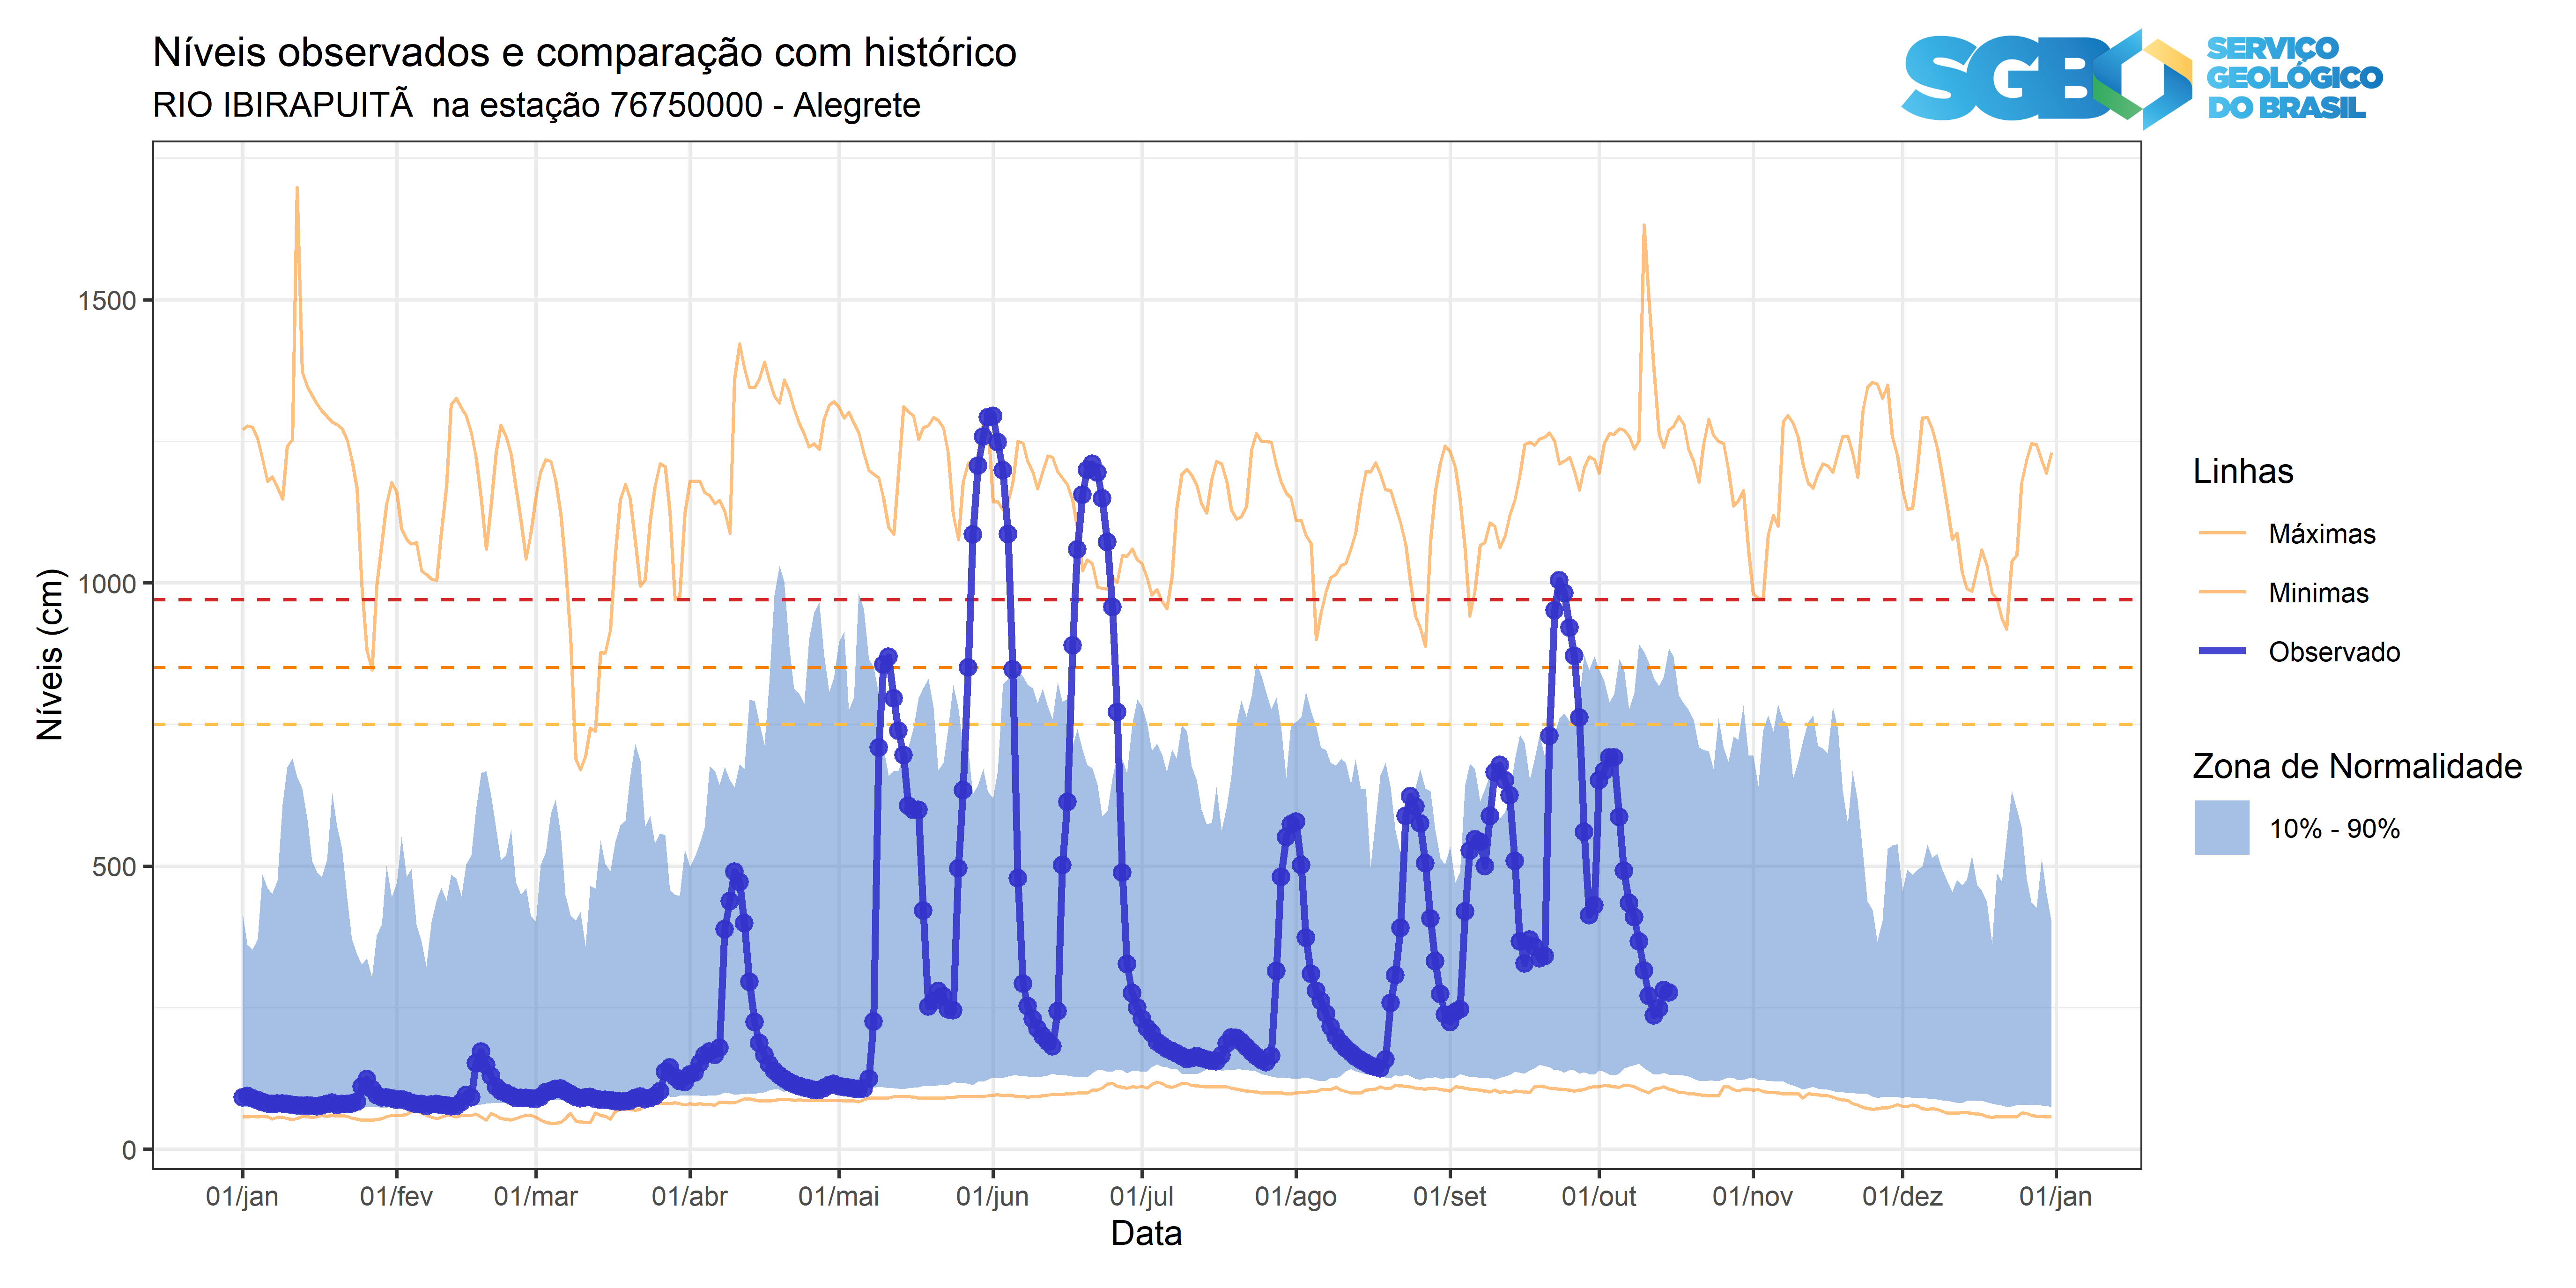 Níveis observados e comparação com histórico
RIO IBIRAPUITÃ  na estação 76750000 - Alegrete
SGB
SERVIÇO
GEOLÓGICO
DO BRASIL
Níveis (cm)
1500
1000
500
0
01/jan 01/fev 01/mar 01/abr 01/mai 01/jun 01/jul 01/ago 01/set 01/out 01/nov 01/dez 01/jan
Data
Linhas
Máximas
Minimas
Observado
Zona de Normalidade
10% - 90%